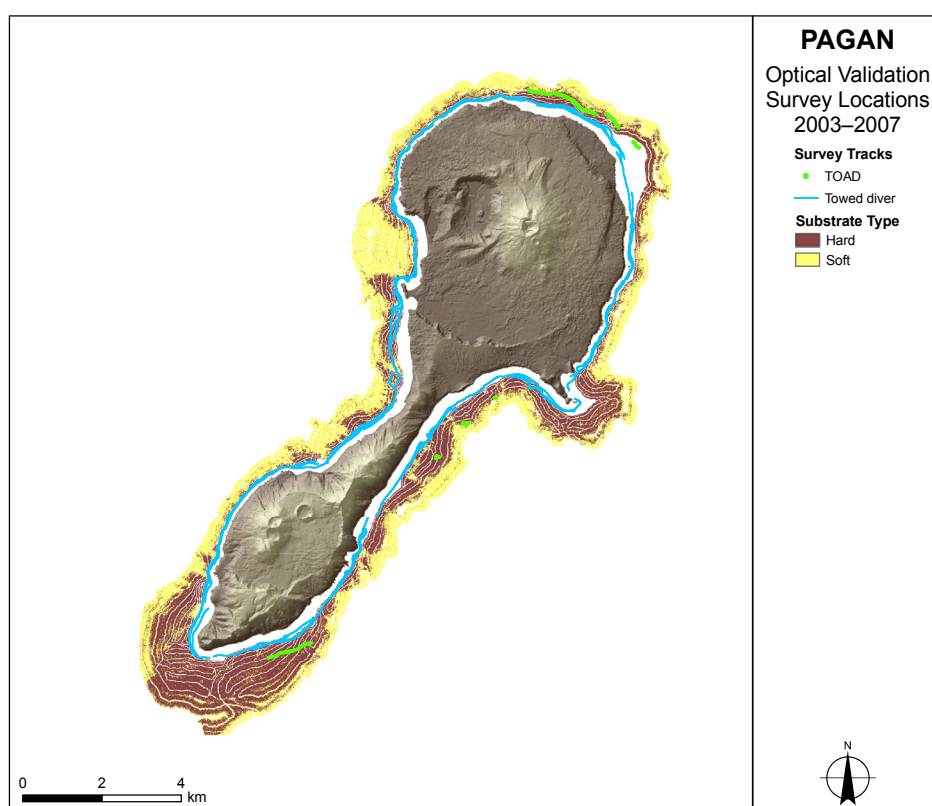 PAGAN
Optical Validation
Survey Locations
2003–2007
Survey Tracks
TOAD
Towed diver
Substrate Type
Hard
Soft
N
0 2 4
km